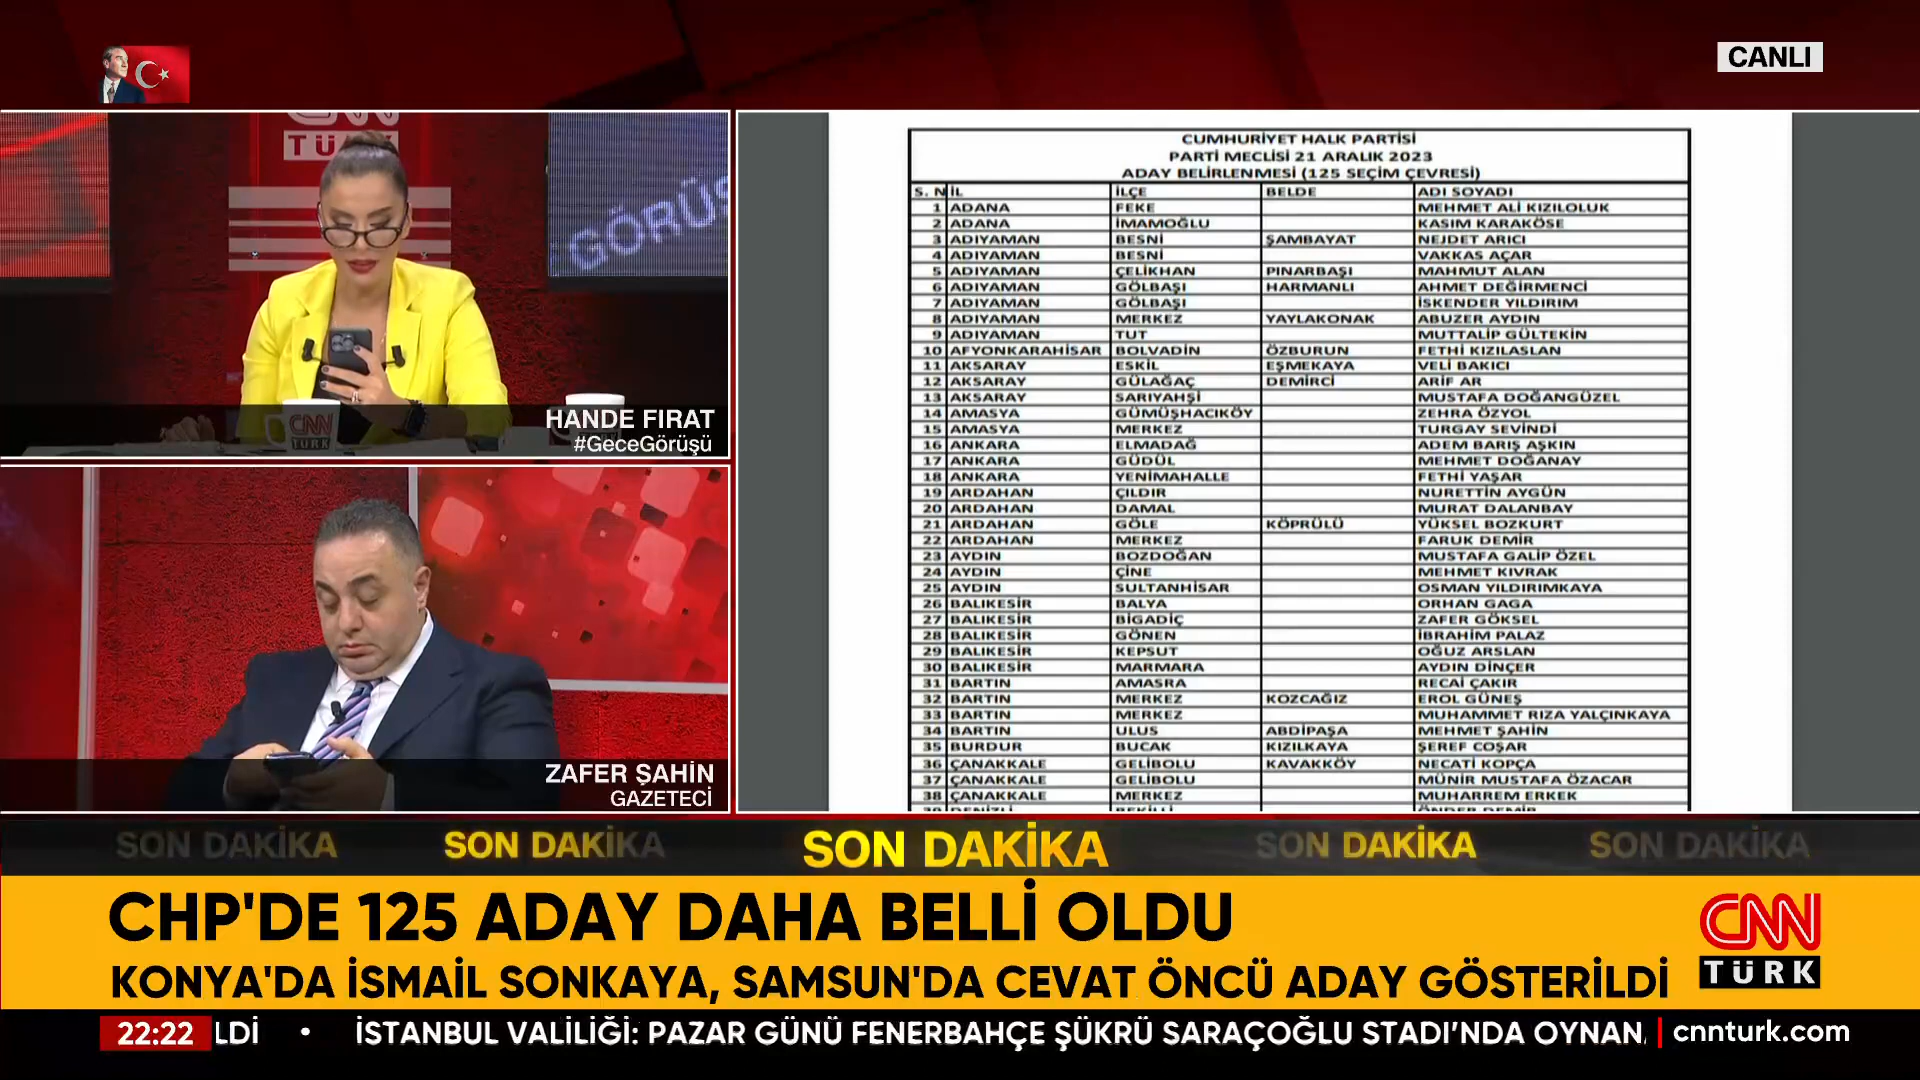 CANLI
CNN
TÜRK
GÖRÜŞ
CNN
TÜRK
HANDE FIRAT
#GeceGörüşü
ZAFER ŞAHİN
GAZETECİ
CUMHURİYET HALK PARTİSİ
PARTİ MECLİSİ 21 ARALIK 2023
ADAY BELİRLENMESİ (125 SEÇİM ÇEVRESİ)
S. N İL İLÇE BELDE ADI SOYADI
1 ADANA FEKE MEHMET ALİ KIZILOLUK
2 ADANA İMAMOĞLU KASIM KARAKÖSE
3 ADIYAMAN BESNİ ŞAMBAYAT NEJDET ARICI
4 ADIYAMAN BESNİ VAKKAS AÇAR
5 ADIYAMAN ÇELİKHAN PINARBAŞI MAHMUT ALAN
6 ADIYAMAN GÖLBAŞI HARMANLI AHMET DEĞİRMENCİ
7 ADIYAMAN GÖLBAŞI İSKENDER YILDIRIM
8 ADIYAMAN MERKEZ YAYLAKONAK ABUZER AYDIN
9 ADIYAMAN TUT MUTTALİP GÜLTEKİN
10 AFYONKARAHİSAR BOLVADİN ÖZBURUN FETHİ KIZILASLAN
11 AKSARAY ESKİL EŞMEKAYA VELİ BAKICI
12 AKSARAY GÜLAĞAÇ DEMİRCİ ARİF AR
13 AKSARAY SARIYAHŞİ MUSTAFA DOĞANGÜZEL
14 AMASYA GÜMÜŞHACIKÖY ZEHRA ÖZYOL
15 AMASYA MERKEZ TURGAY SEVİNDİ
16 ANKARA ELMADAĞ ADEM BARIŞ AŞKIN
17 ANKARA GÜDÜL MEHMET DOĞANAY
18 ANKARA YENİMAHALLE FETHİ YAŞAR
19 ARDAHAN ÇILDIR NURETTİN AYGÜN
20 ARDAHAN DAMAL MURAT DALANBAY
21 ARDAHAN GÖLE KÖPRÜLÜ YÜKSEL BOZKURT
22 ARDAHAN MERKEZ FARUK DEMİR
23 AYDIN BOZDOĞAN MUSTAFA GALİP ÖZEL
24 AYDIN ÇİNE MEHMET KIVRAK
25 AYDIN SULTANHİSAR OSMAN YILDIRIMKAYA
26 BALIKESİR BALYA ORHAN GAGA
27 BALIKESİR BİGADİÇ ZAFER GÖKSEL
28 BALIKESİR GÖNEN İBRAHİM PALAZ
29 BALIKESİR KEPSUT OĞUZ ARSLAN
30 BALIKESİR MARMARA AYDIN DİNÇER
31 BARTIN AMASRA RECAİ ÇAKIR
32 BARTIN MERKEZ KOZCAĞIZ EROL GÜNEŞ
33 BARTIN MERKEZ MUHAMMET RIZA YALÇINKAYA
34 BARTIN ULUS ABDİPAŞA MEHMET ŞAHİN
35 BURDUR BUCAK KIZILKAYA ŞEREF COŞAR
36 ÇANAKKALE GELİBOLU KAVAKKÖY NECATİ KOPÇA
37 ÇANAKKALE GELİBOLU MÜNİR MUSTAFA ÖZACAR
38 ÇANAKKALE MERKEZ MUHARREM ERKEK
SON DAKİKA SON DAKİKA SON DAKİKA SON DAKİKA SON DAKİKA
CHP'DE 125 ADAY DAHA BELLİ OLDU
KONYA'DA İSMAİL SONKAYA, SAMSUN'DA CEVAT ÖNCÜ ADAY GÖSTERİLDİ
CNN
TÜRK
22:22 LDİ • İSTANBUL VALİLİĞİ: PAZAR GÜNÜ FENERBAHÇE ŞÜKRÜ SARAÇOĞLU STADI’NDA OYNAN cnnturk.com